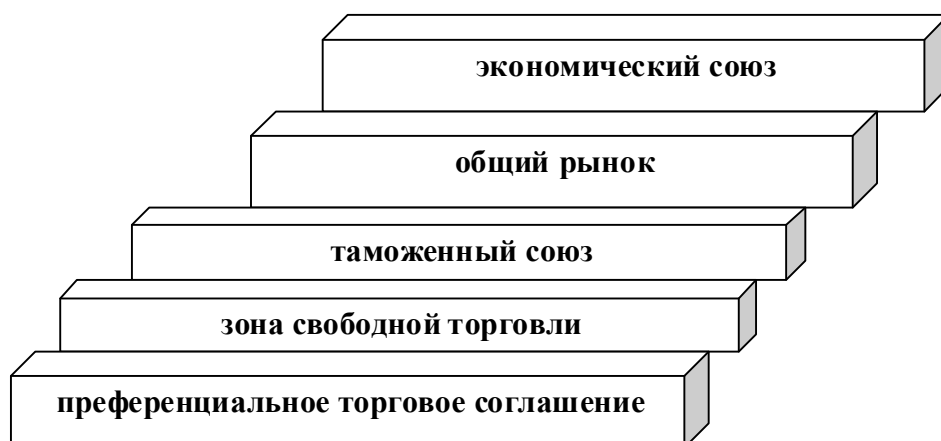 экономический союз
общий рынок
таможенный союз
зона свободной торговли
преференциальное торговое соглашение